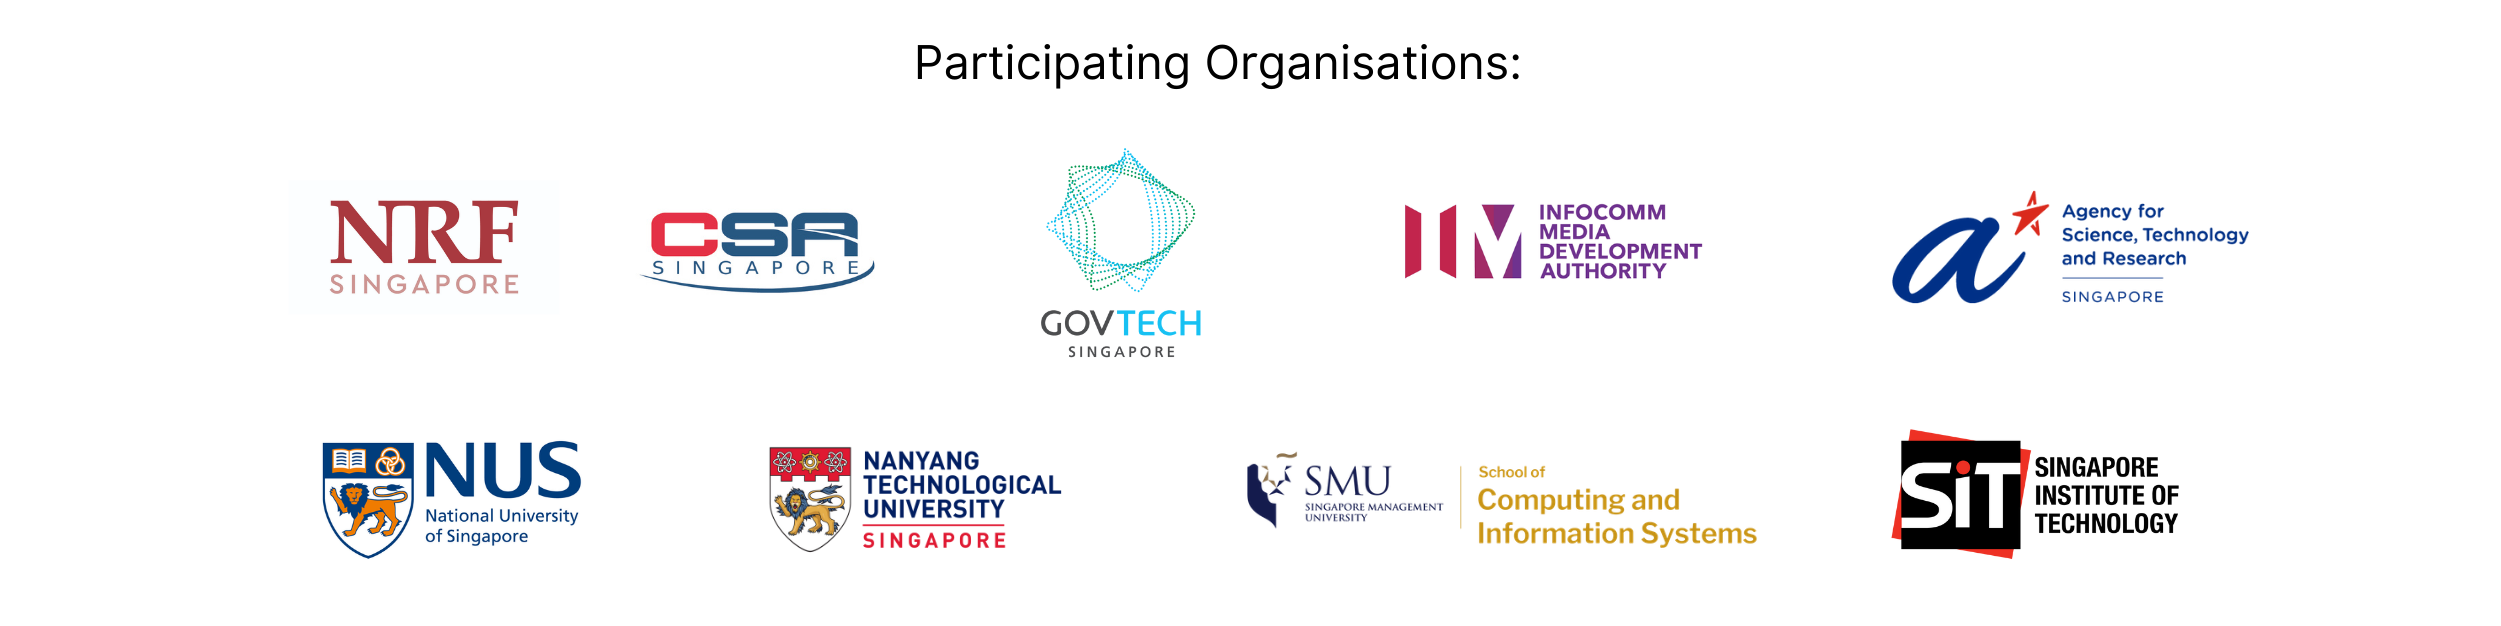 Participating Organisations:
NRF
SINGAPORE
CSA
SINGAPORE
GOVTECH
SINGAPORE
INFOCOMM
MEDIA
DEVELOPMENT
AUTHORITY
Agency for
Science, Technology
and Research
SINGAPORE
NUS
National University
of Singapore
NANYANG
TECHNOLOGICAL
UNIVERSITY
SINGAPORE
SMU
SINGAPORE MANAGEMENT
UNIVERSITY
School of
Computing and
Information Systems
SiT
SINGAPORE
INSTITUTE OF
TECHNOLOGY